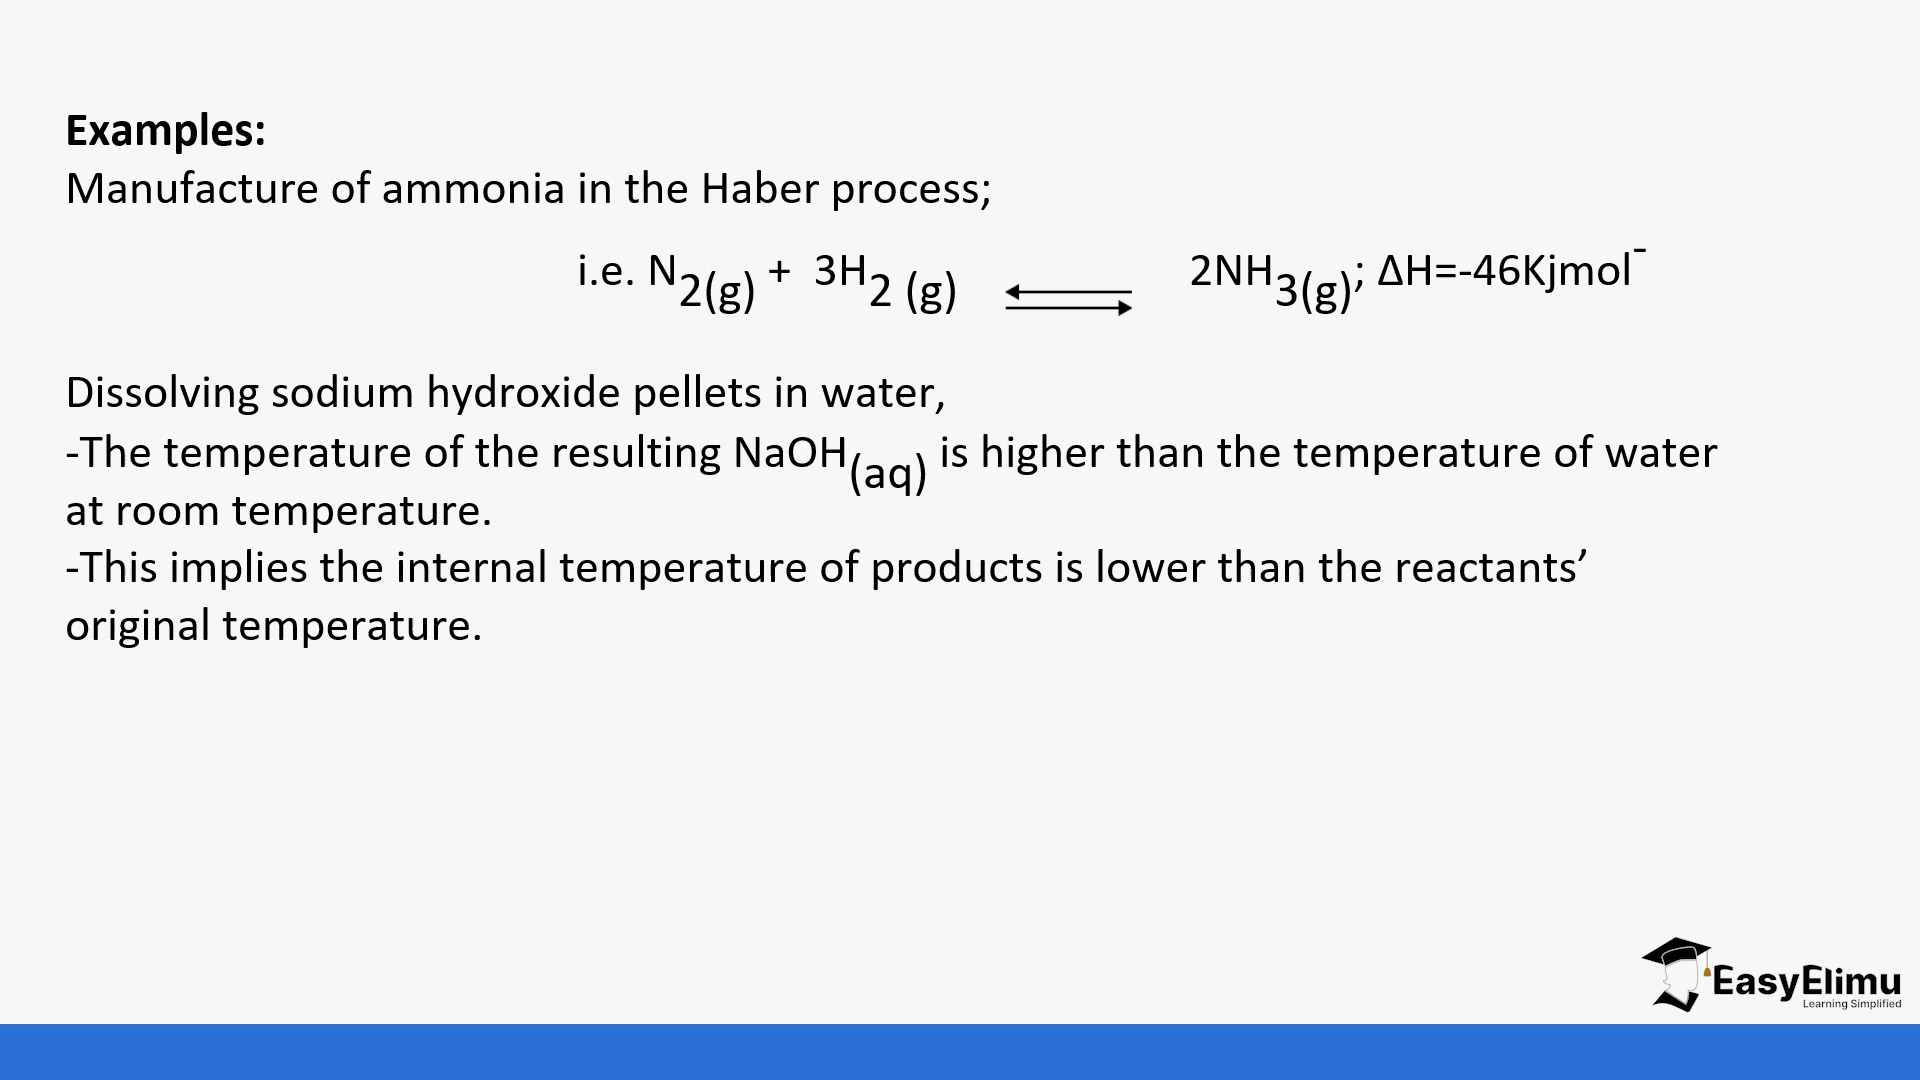 Examples:
Manufacture of ammonia in the Haber process;
i.e. N2(g) + 3H2 (g) ⇌ 2NH3(g); ΔH=-46Kjmol-
Dissolving sodium hydroxide pellets in water,
-The temperature of the resulting NaOH(aq) is higher than the temperature of water
at room temperature.
-This implies the internal temperature of products is lower than the reactants’
original temperature.
EasyElimu
Learning Simplified